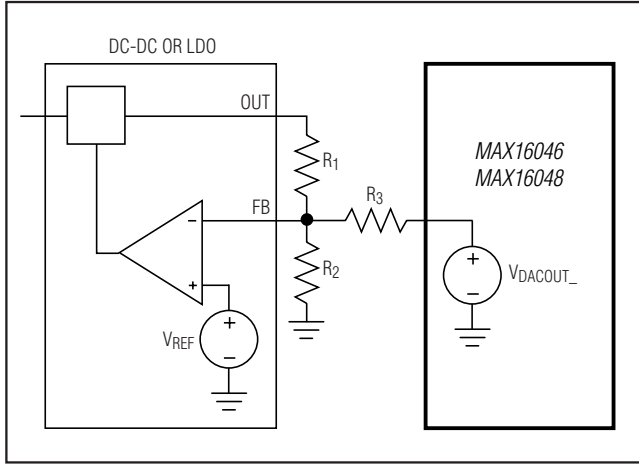 DC-DC OR LDO
OUT
R1
MAX16046
MAX16048
R3
FB
−
R2
+
VREF
+
−
+
−
VDACOUT_